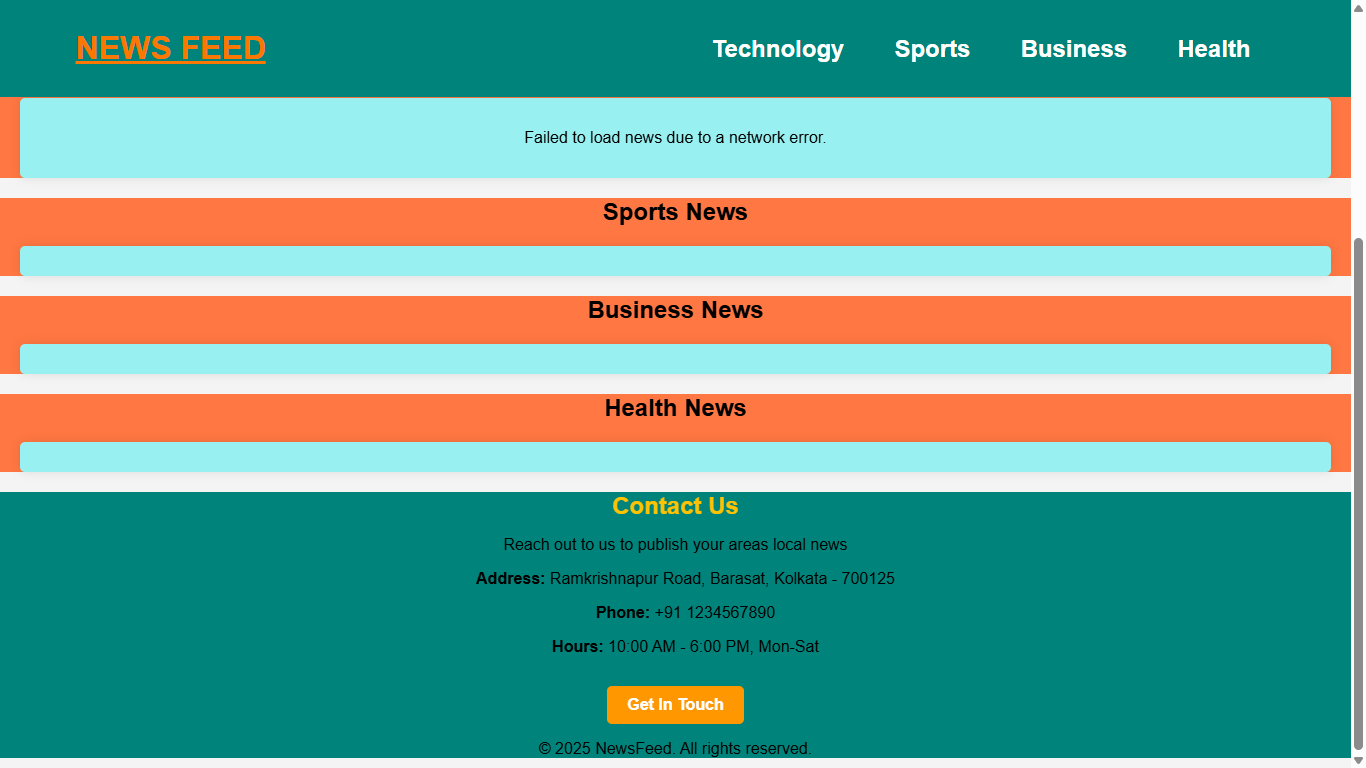 NEWS FEED
Technology Sports Business Health
Failed to load news due to a network error.
Sports News
Business News
Health News
Contact Us
Reach out to us to publish your areas local news
Address: Ramkrishnapur Road, Barasat, Kolkata - 700125
Phone: +91 1234567890
Hours: 10:00 AM - 6:00 PM, Mon-Sat
Get In Touch
© 2025 NewsFeed. All rights reserved.